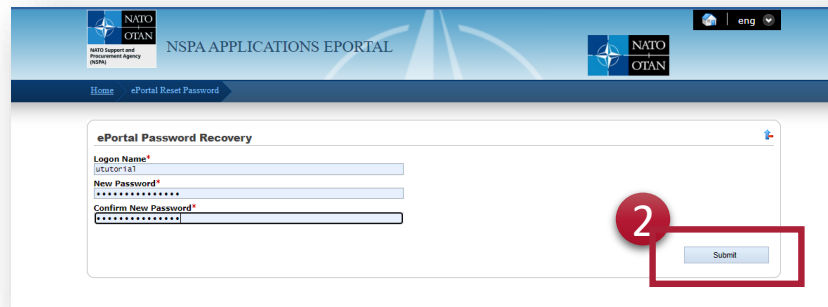 NATO
OTAN
NATO Support and
Procurement Agency
(NSPA)
NSPA APPLICATIONS EPORTAL
NATO
OTAN
eng
Home ePortal Reset Password
ePortal Password Recovery
Logon Name*
ututorial
New Password*
•••••••••••••••
Confirm New Password*
•••••••••••••••
2
Submit